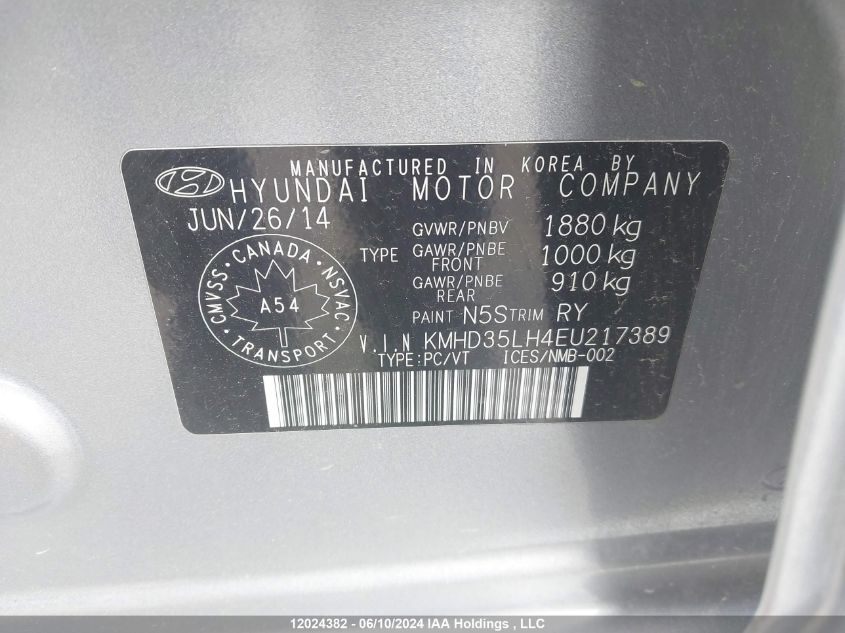 MANUFACTURED IN KOREA BY
HYUNDAI MOTOR COMPANY
JUN/26/14
GVWR/PNBV 1880 kg
TYPE GAWR/PNBE FRONT 1000 kg
GAWR/PNBE REAR 910 kg
PAINT N5S TRIM RY
CMVSS · CANADA · NSVAC
A54
· TRANSPORT ·
V.I.N KMHD35LH4EU217389
TYPE:PC/VT ICES/NMB-002
12024382 - 06/10/2024 IAA Holdings , LLC